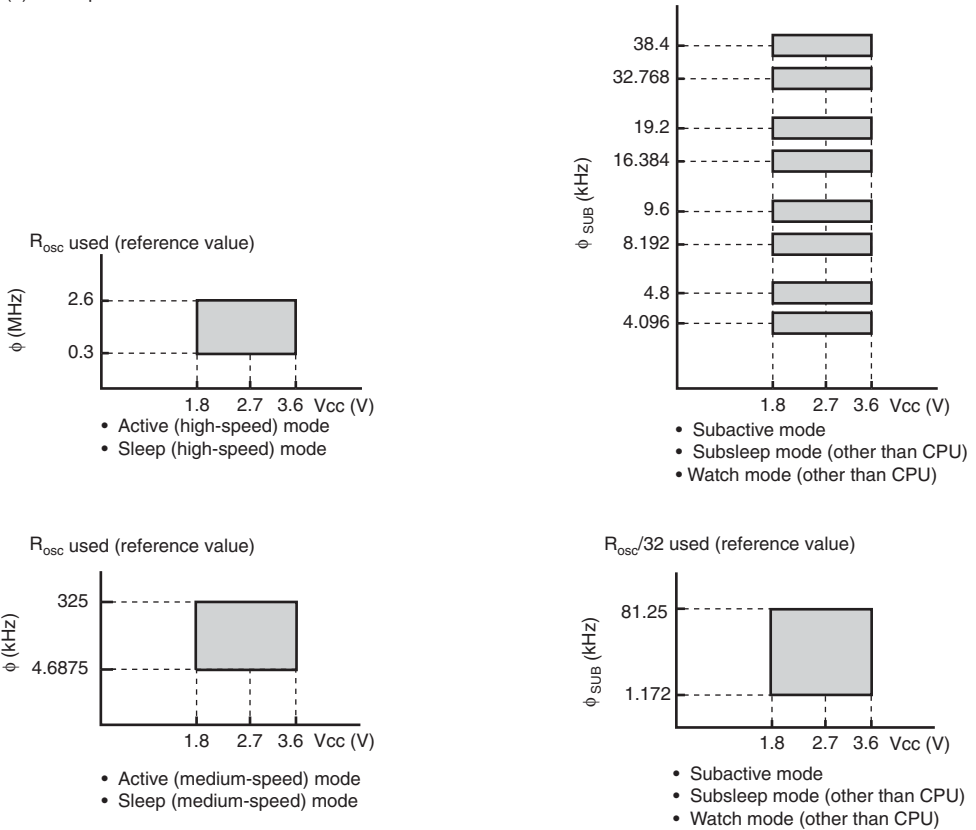 38.4
32.768
19.2
16.384
9.6
8.192
4.8
4.096
φ SUB (kHz)
1.8 2.7 3.6 Vcc (V)
• Subactive mode
• Subsleep mode (other than CPU)
• Watch mode (other than CPU)
Rosc used (reference value)
φ (MHz)
2.6
0.3
1.8 2.7 3.6 Vcc (V)
• Active (high-speed) mode
• Sleep (high-speed) mode
Rosc used (reference value)
φ (kHz)
325
4.6875
1.8 2.7 3.6 Vcc (V)
• Active (medium-speed) mode
• Sleep (medium-speed) mode
Rosc/32 used (reference value)
φ SUB (kHz)
81.25
1.172
1.8 2.7 3.6 Vcc (V)
• Subactive mode
• Subsleep mode (other than CPU)
• Watch mode (other than CPU)